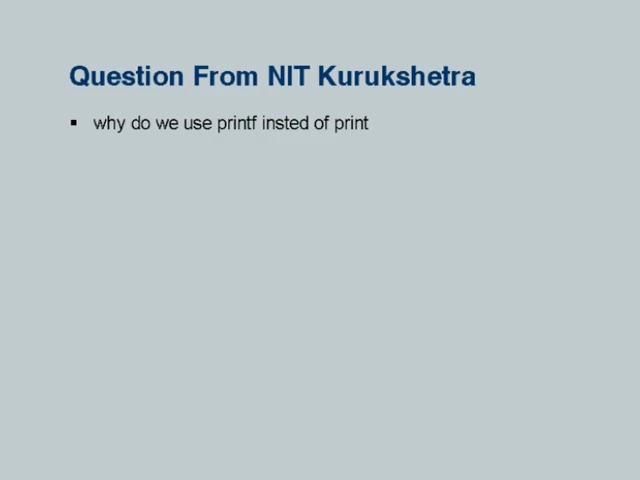 Question From NIT Kurukshetra
▪ why do we use printf insted of print